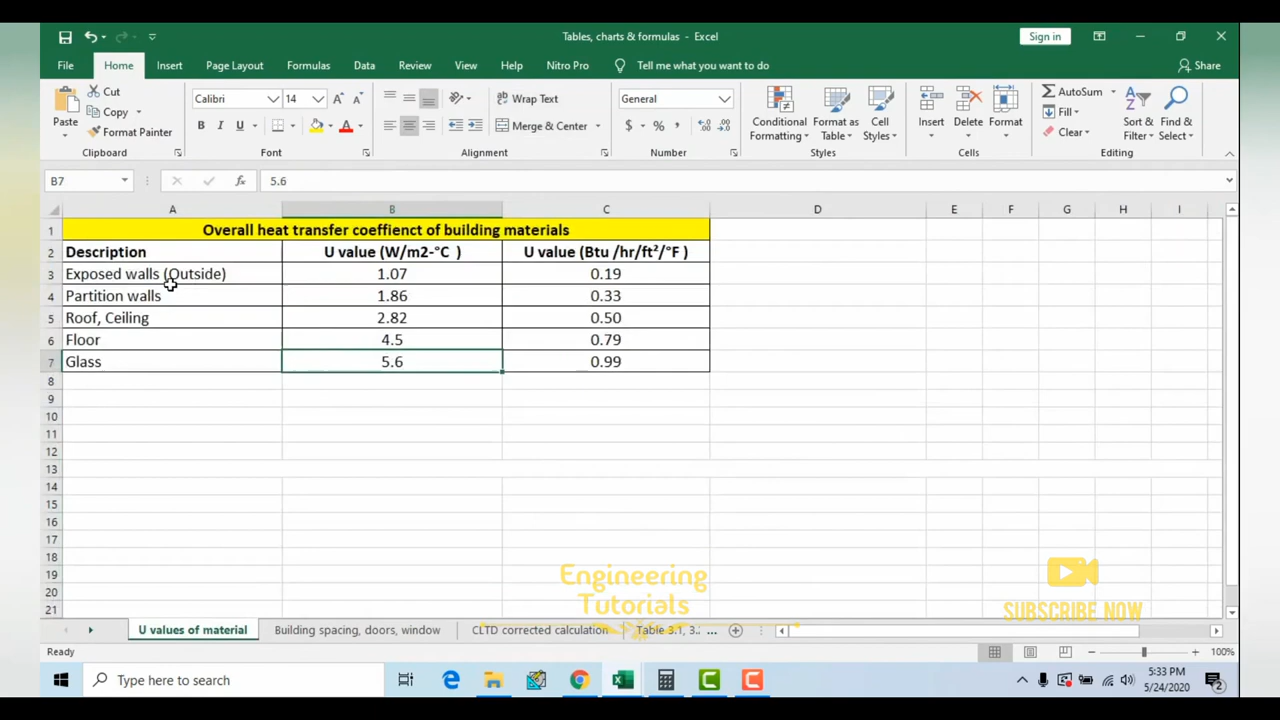 Tables, charts & formulas - Excel
Sign in
File Home Insert Page Layout Formulas Data Review View Help Nitro Pro Tell me what you want to do Share
Cut
Copy
Format Painter
Paste
Clipboard
Calibri 14
B I U
Font
Wrap Text
Merge & Center
Alignment
General
$ % ,
Number
Conditional Formatting
Format as Table
Cell Styles
Styles
Insert Delete Format
Cells
AutoSum
Fill
Clear
Sort & Filter
Find & Select
Editing
B7 fx 5.6
A B C D E F G H I
1 Overall heat transfer coeffienct of building materials
2 Description U value (W/m2-°C ) U value (Btu /hr/ft²/°F )
3 Exposed walls (Outside) 1.07 0.19
4 Partition walls 1.86 0.33
5 Roof, Ceiling 2.82 0.50
6 Floor 4.5 0.79
7 Glass 5.6 0.99
8
9
10
11
12
13
14
15
16
17
18
19
20
21
Engineering
Tutorials
SUBSCRIBE NOW
U values of material Building spacing, doors, window CLTD corrected calculation Table 3.1, 3. ...
Ready 100%
Type here to search
5:33 PM
5/24/2020
2